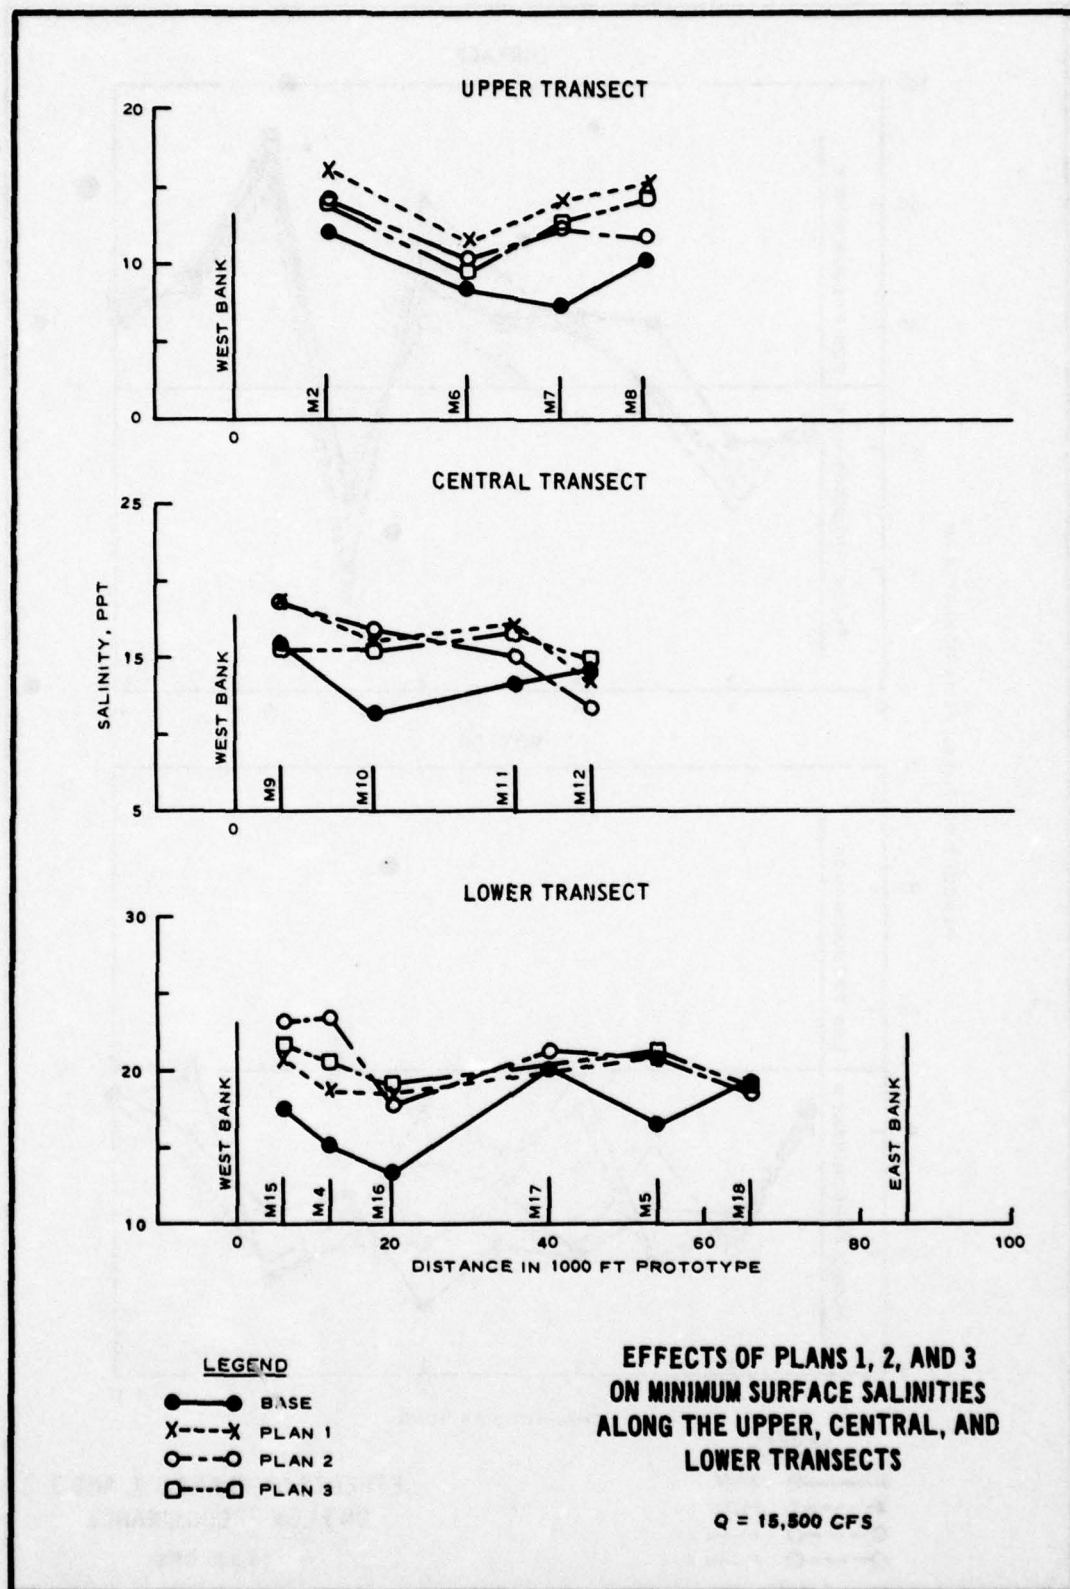 UPPER TRANSECT
20
10
0
WEST BANK
M2
M6
M7
M8
0
CENTRAL TRANSECT
25
15
5
SALINITY, PPT
WEST BANK
M9
M10
M11
M12
0
LOWER TRANSECT
30
20
10
WEST BANK
M15
M4
M16
M17
M5
M18
EAST BANK
0 20 40 60 80 100
DISTANCE IN 1000 FT PROTOTYPE
LEGEND
BASE
PLAN 1
PLAN 2
PLAN 3
EFFECTS OF PLANS 1, 2, AND 3
ON MINIMUM SURFACE SALINITIES
ALONG THE UPPER, CENTRAL, AND
LOWER TRANSECTS
Q = 15,500 CFS